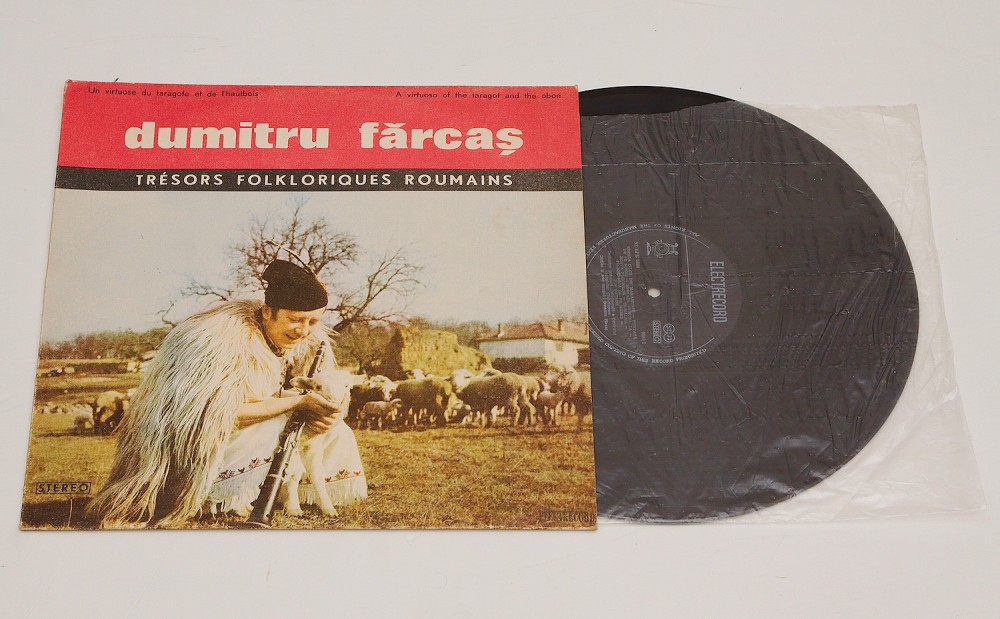 Un virtuose du taragote et de l'hautbois
A virtuoso of the taragot and the oboe
dumitru fărcaș
TRÉSORS FOLKLORIQUES ROUMAINS
STEREO
ELECTRECORD
ELECTRECORD